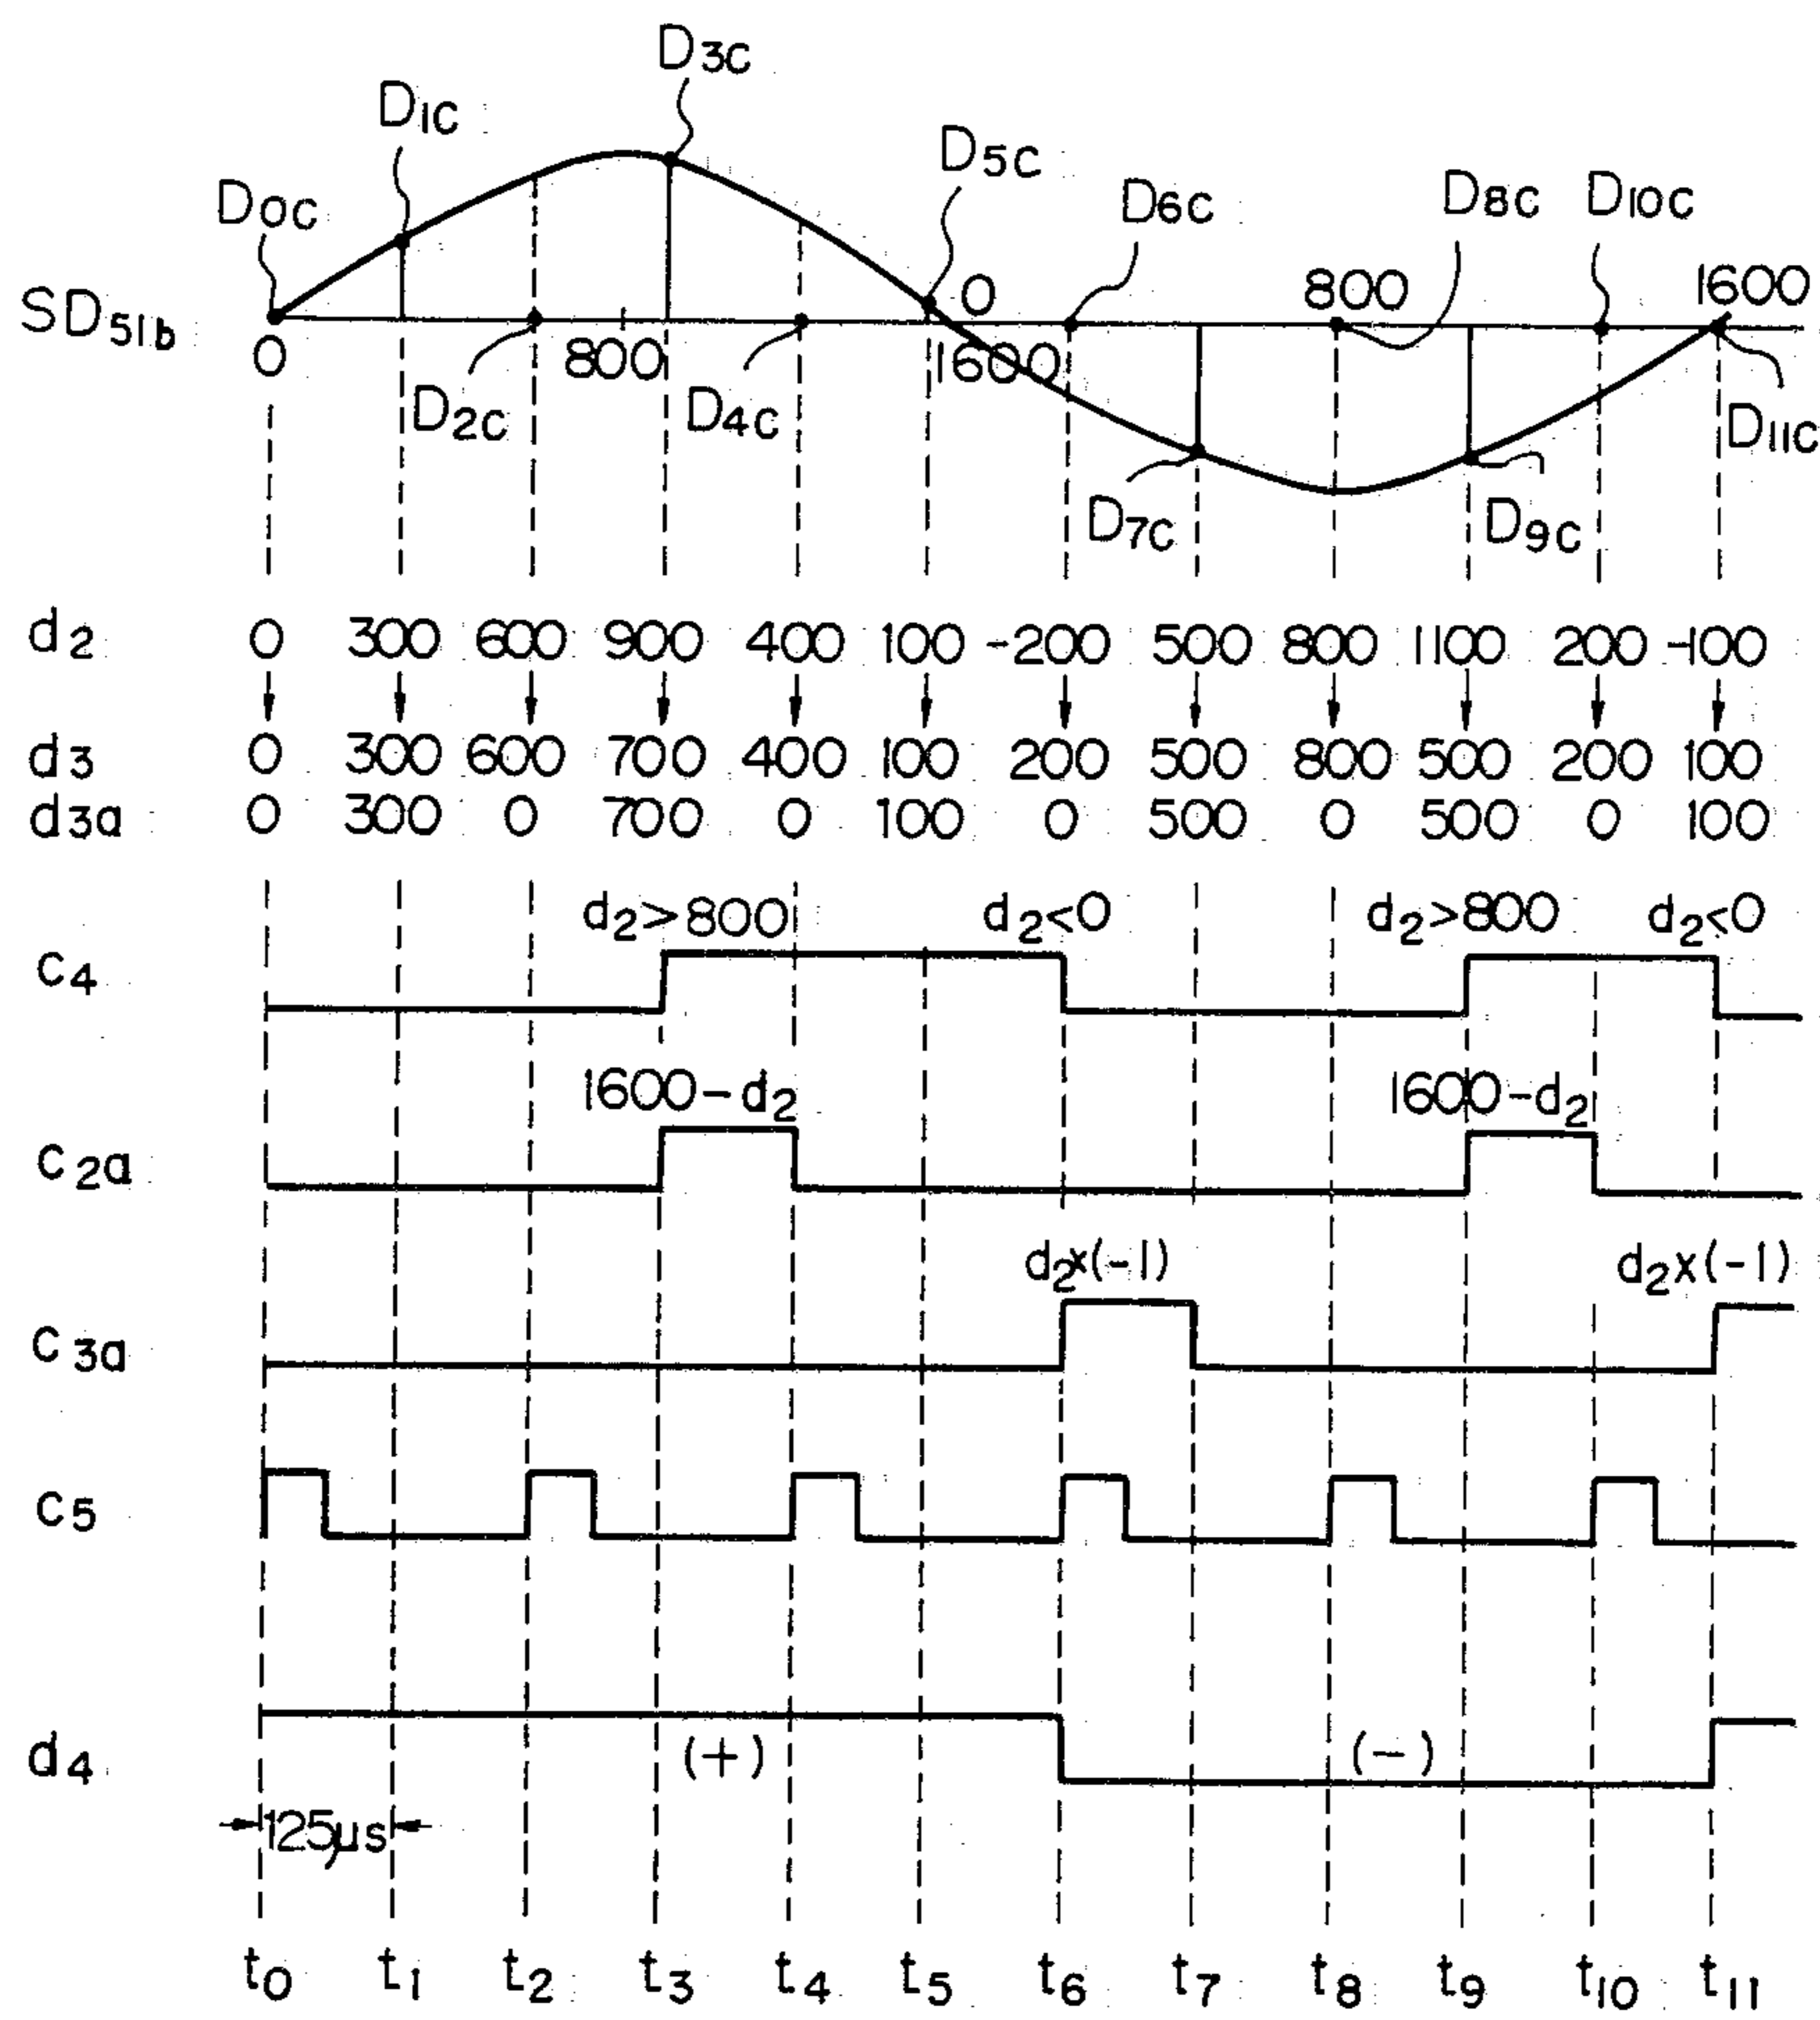 D3C
D1C
D5C
D0C
D6C
D8C
D10C
SD51b
0
800
1600
0
800
1600
D2C
D4C
D7C
D9C
D11C
d2 0 300 600 900 400 100 -200 500 800 1100 200 -100
d3 0 300 600 700 400 100 200 500 800 500 200 100
d3a 0 300 0 700 0 100 0 500 0 500 0 100
d2>800 d2<0 d2>800 d2<0
c4
1600-d2 1600-d2
c2a
d2x(-1) d2x(-1)
c3a
c5
d4 (+) (-)
125μs
t0 t1 t2 t3 t4 t5 t6 t7 t8 t9 t10 t11